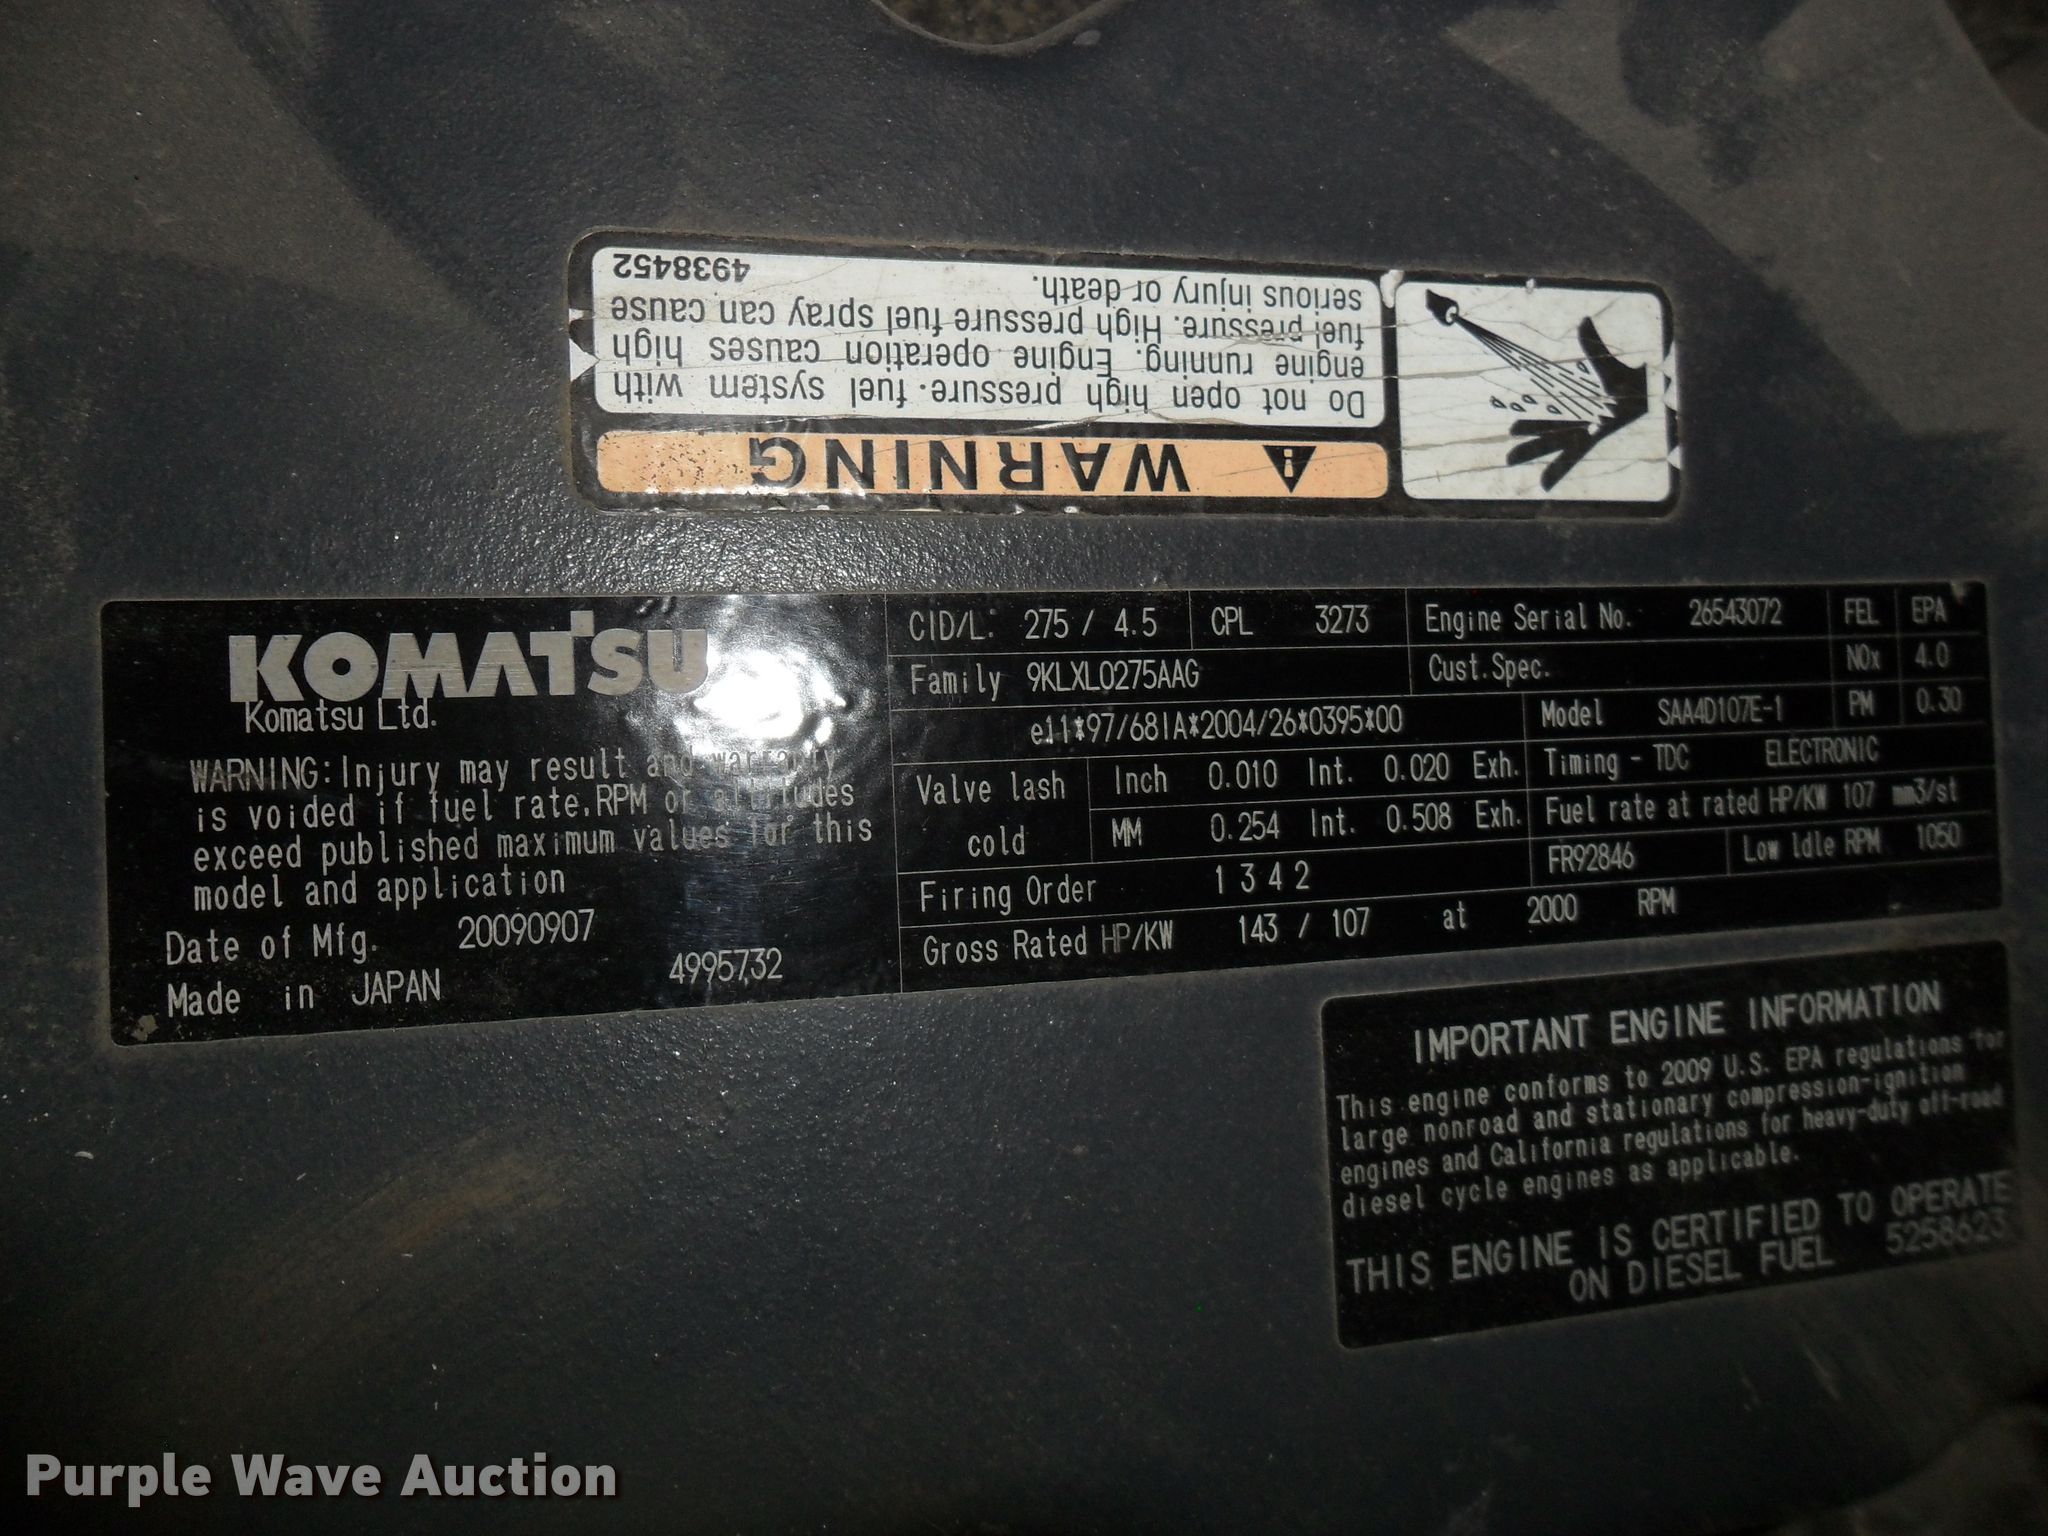 WARNING
Do not open high pressure fuel system with
engine running. Engine operation causes high
fuel pressure. High pressure fuel spray can cause
serious injury or death.
4938452
KOMATSU
Komatsu Ltd.
WARNING:Injury may result and warranty
is voided if fuel rate,RPM or altitudes
exceed published maximum values for this
model and application
Date of Mfg. 20090907
Made in JAPAN 4995732
CID/L: 275 / 4.5 CPL 3273 Engine Serial No. 26543072 FEL EPA
Family 9KLXL0275AAG Cust.Spec. NOx 4.0
e11*97/68IA*2004/26*0395*00 Model SAA4D107E-1 PM 0.30
Valve lash cold Inch 0.010 Int. 0.020 Exh. Timing - TDC ELECTRONIC
MM 0.254 Int. 0.508 Exh. Fuel rate at rated HP/KW 107 mm3/st
Firing Order 1 3 4 2 FR92846 Low Idle RPM 1050
Gross Rated HP/KW 143 / 107 at 2000 RPM
IMPORTANT ENGINE INFORMATION
This engine conforms to 2009 U.S. EPA regulations for
large nonroad and stationary compression-ignition
engines and California regulations for heavy-duty off-road
diesel cycle engines as applicable.
THIS ENGINE IS CERTIFIED TO OPERATE
ON DIESEL FUEL 5258623
Purple Wave Auction